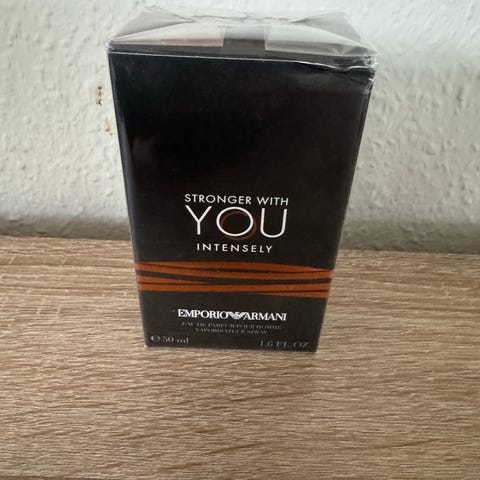 STRONGER WITH
YOU
INTENSELY
EMPORIO ARMANI
EAU DE PARFUM POUR HOMME
VAPORISATEUR SPRAY
℮ 50 ml 1.6 FL.OZ.